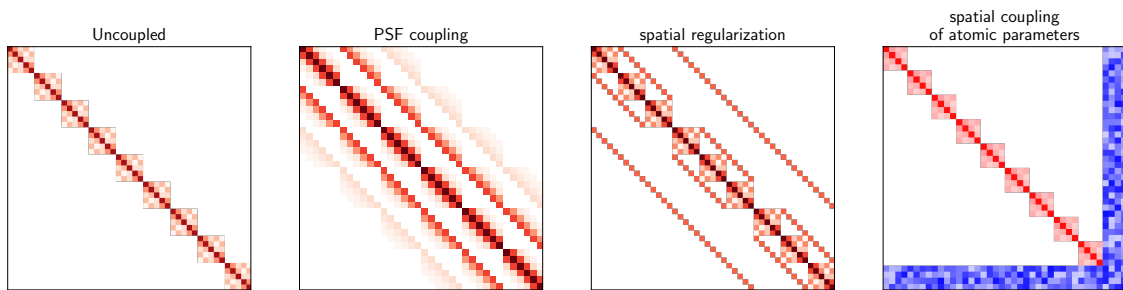 Uncoupled
PSF coupling
spatial regularization
spatial coupling
of atomic parameters